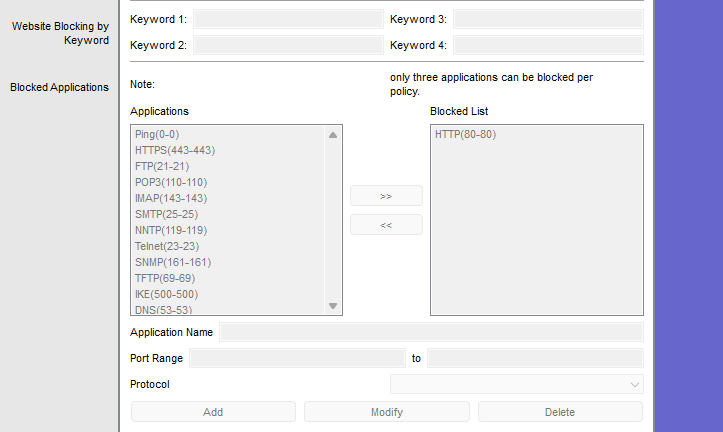 Website Blocking by
Keyword
Keyword 1:
Keyword 3:
Keyword 2:
Keyword 4:
Blocked Applications
Note:
only three applications can be blocked per
policy.
Applications
Blocked List
Ping(0-0)
HTTPS(443-443)
FTP(21-21)
POP3(110-110)
IMAP(143-143)
SMTP(25-25)
NNTP(119-119)
Telnet(23-23)
SNMP(161-161)
TFTP(69-69)
IKE(500-500)
DNS(53-53)
>>
<<
HTTP(80-80)
Application Name
Port Range
to
Protocol
Add
Modify
Delete